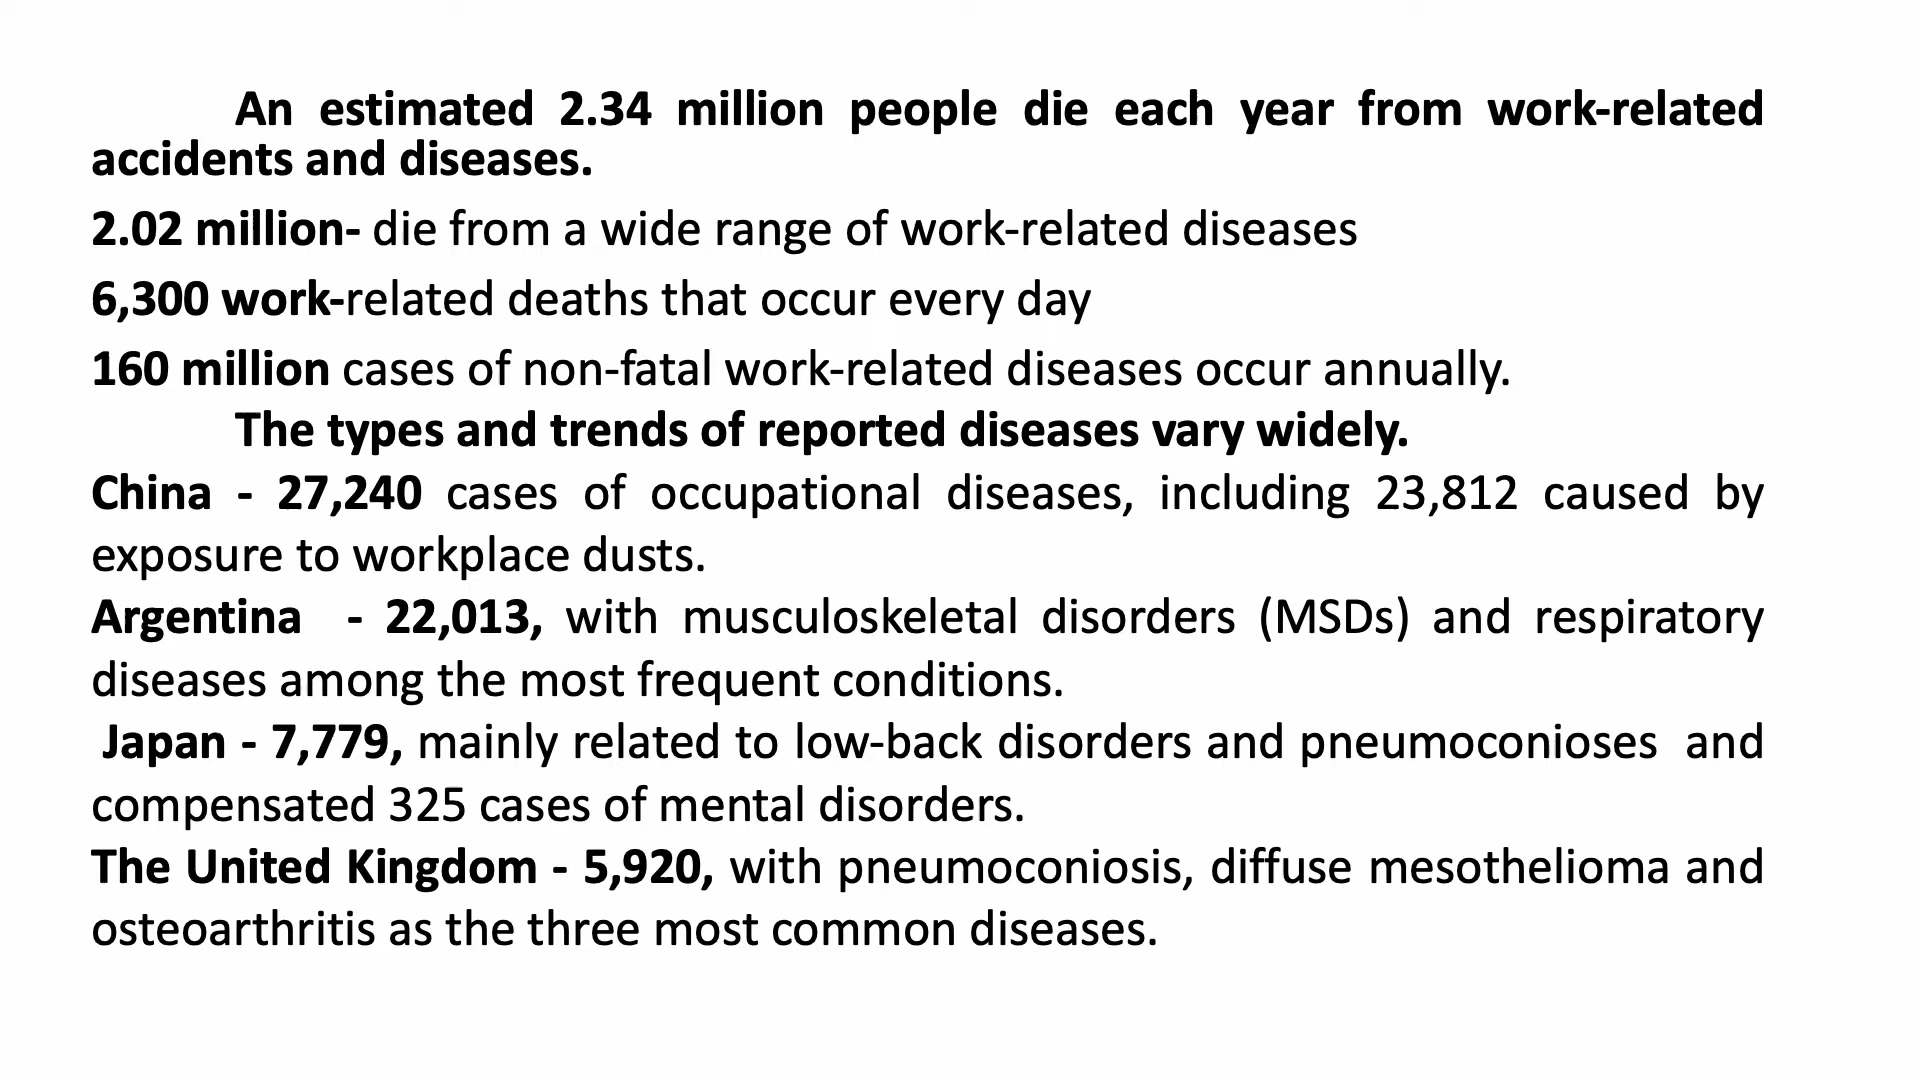 An estimated 2.34 million people die each year from work-related
accidents and diseases.
2.02 million- die from a wide range of work-related diseases
6,300 work-related deaths that occur every day
160 million cases of non-fatal work-related diseases occur annually.
The types and trends of reported diseases vary widely.
China - 27,240 cases of occupational diseases, including 23,812 caused by
exposure to workplace dusts.
Argentina - 22,013, with musculoskeletal disorders (MSDs) and respiratory
diseases among the most frequent conditions.
Japan - 7,779, mainly related to low-back disorders and pneumoconioses and
compensated 325 cases of mental disorders.
The United Kingdom - 5,920, with pneumoconiosis, diffuse mesothelioma and
osteoarthritis as the three most common diseases.